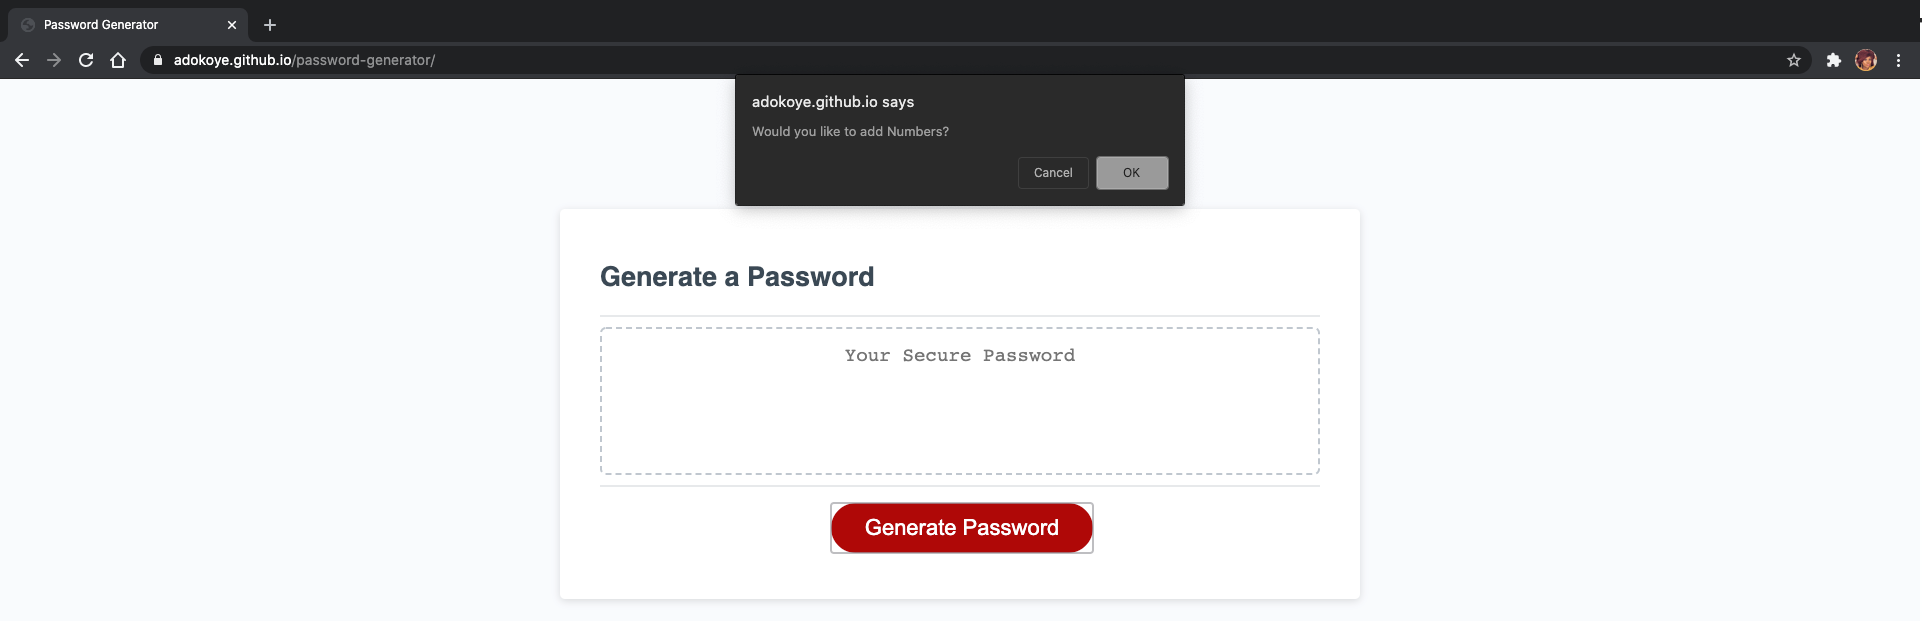 Password Generator
adokoye.github.io/password-generator/
adokoye.github.io says
Would you like to add Numbers?
Cancel
OK
Generate a Password
Your Secure Password
Generate Password